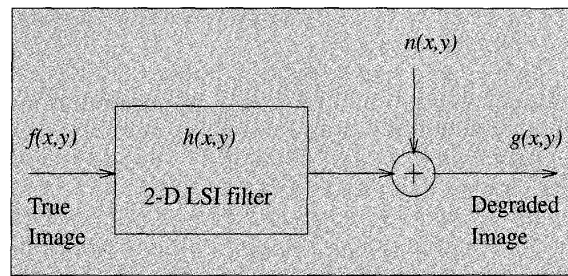 n(x,y)
f(x,y)
h(x,y)
g(x,y)
2-D LSI filter
+
True
Image
Degraded
Image